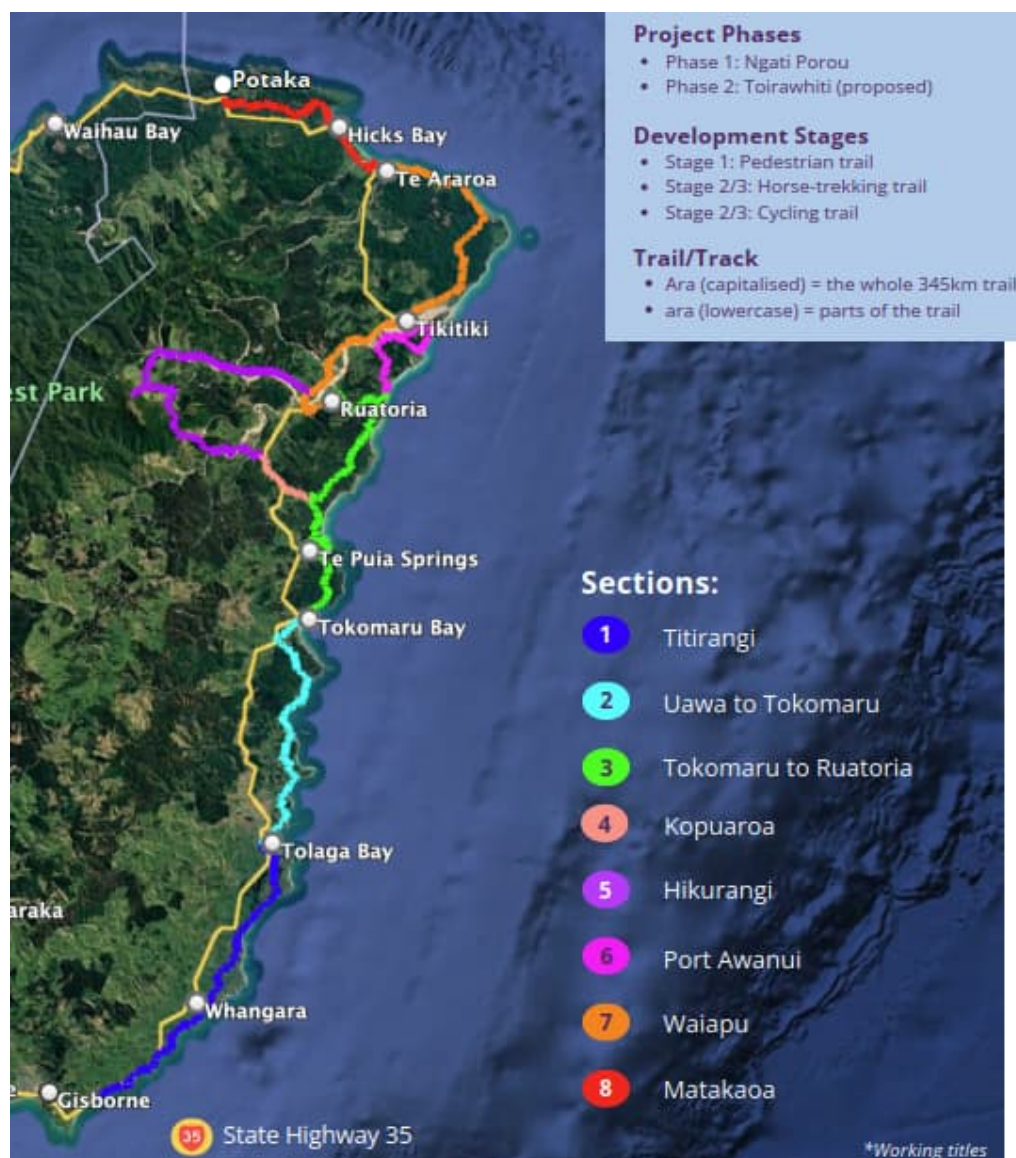 Project Phases
• Phase 1: Ngati Porou
• Phase 2: Toirawhiti (proposed)
Development Stages
• Stage 1: Pedestrian trail
• Stage 2/3: Horse-trekking trail
• Stage 2/3: Cycling trail
Trail/Track
• Ara (capitalised) = the whole 345km trail
• ara (lowercase) = parts of the trail
Potaka
Waihau Bay
Hicks Bay
Te Araroa
Tikitiki
est Park
Ruatoria
Te Puia Springs
Tokomaru Bay
Tolaga Bay
araka
Whangara
e
Gisborne
35 State Highway 35
Sections:
1 Titirangi
2 Uawa to Tokomaru
3 Tokomaru to Ruatoria
4 Kopuaroa
5 Hikurangi
6 Port Awanui
7 Waiapu
8 Matakaoa
*Working titles